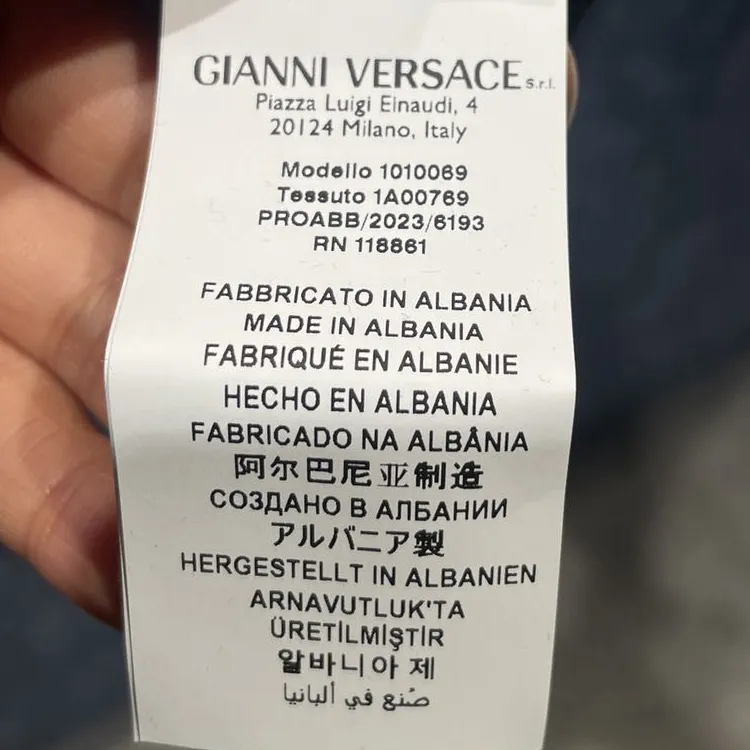 GIANNI VERSACE s.r.l.
Piazza Luigi Einaudi, 4
20124 Milano, Italy
Modello 1010069
Tessuto 1A00769
PROABB/2023/6193
RN 118861
FABBRICATO IN ALBANIA
MADE IN ALBANIA
FABRIQUÉ EN ALBANIE
HECHO EN ALBANIA
FABRICADO NA ALBÂNIA
阿尔巴尼亚制造
СОЗДАНО В АЛБАНИИ
アルバニア製
HERGESTELLT IN ALBANIEN
ARNAVUTLUK'TA
ÜRETİLMİŞTİR
알바니아 제
صُنع في ألبانيا